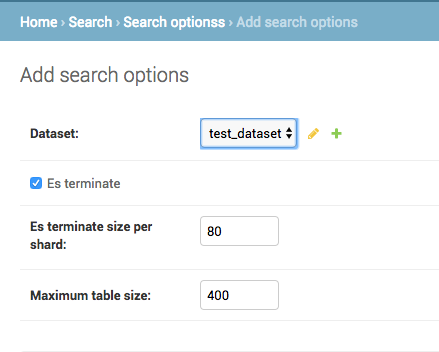 Home › Search › Search optionss › Add search options
Add search options
Dataset: test_dataset
Es terminate
Es terminate size per
shard: 80
Maximum table size: 400